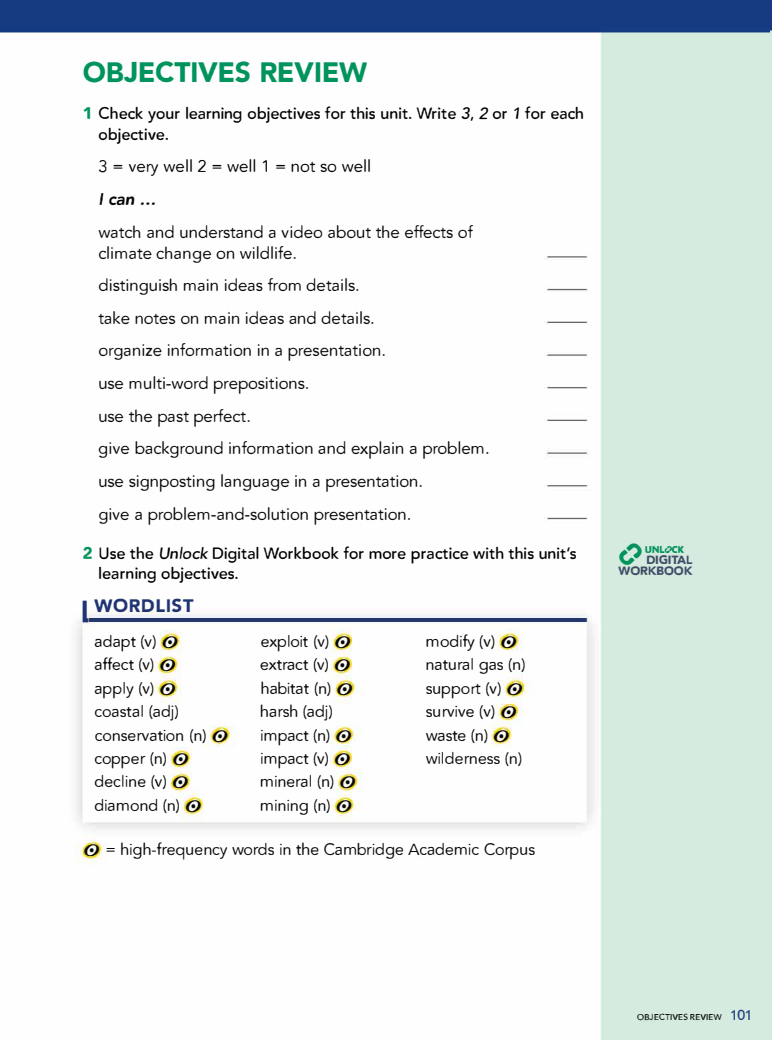 OBJECTIVES REVIEW
1 Check your learning objectives for this unit. Write 3, 2 or 1 for each
objective.
3 = very well 2 = well 1 = not so well
I can ...
watch and understand a video about the effects of
climate change on wildlife.
distinguish main ideas from details.
take notes on main ideas and details.
organize information in a presentation.
use multi-word prepositions.
use the past perfect.
give background information and explain a problem.
use signposting language in a presentation.
give a problem-and-solution presentation.
2 Use the Unlock Digital Workbook for more practice with this unit's
learning objectives.
UNLOCK
DIGITAL
WORKBOOK
WORDLIST
adapt (v)
affect (v)
apply (v)
coastal (adj)
conservation (n)
copper (n)
decline (v)
diamond (n)
exploit (v)
extract (v)
habitat (n)
harsh (adj)
impact (n)
impact (v)
mineral (n)
mining (n)
modify (v)
natural gas (n)
support (v)
survive (v)
waste (n)
wilderness (n)
= high-frequency words in the Cambridge Academic Corpus
OBJECTIVES REVIEW 101